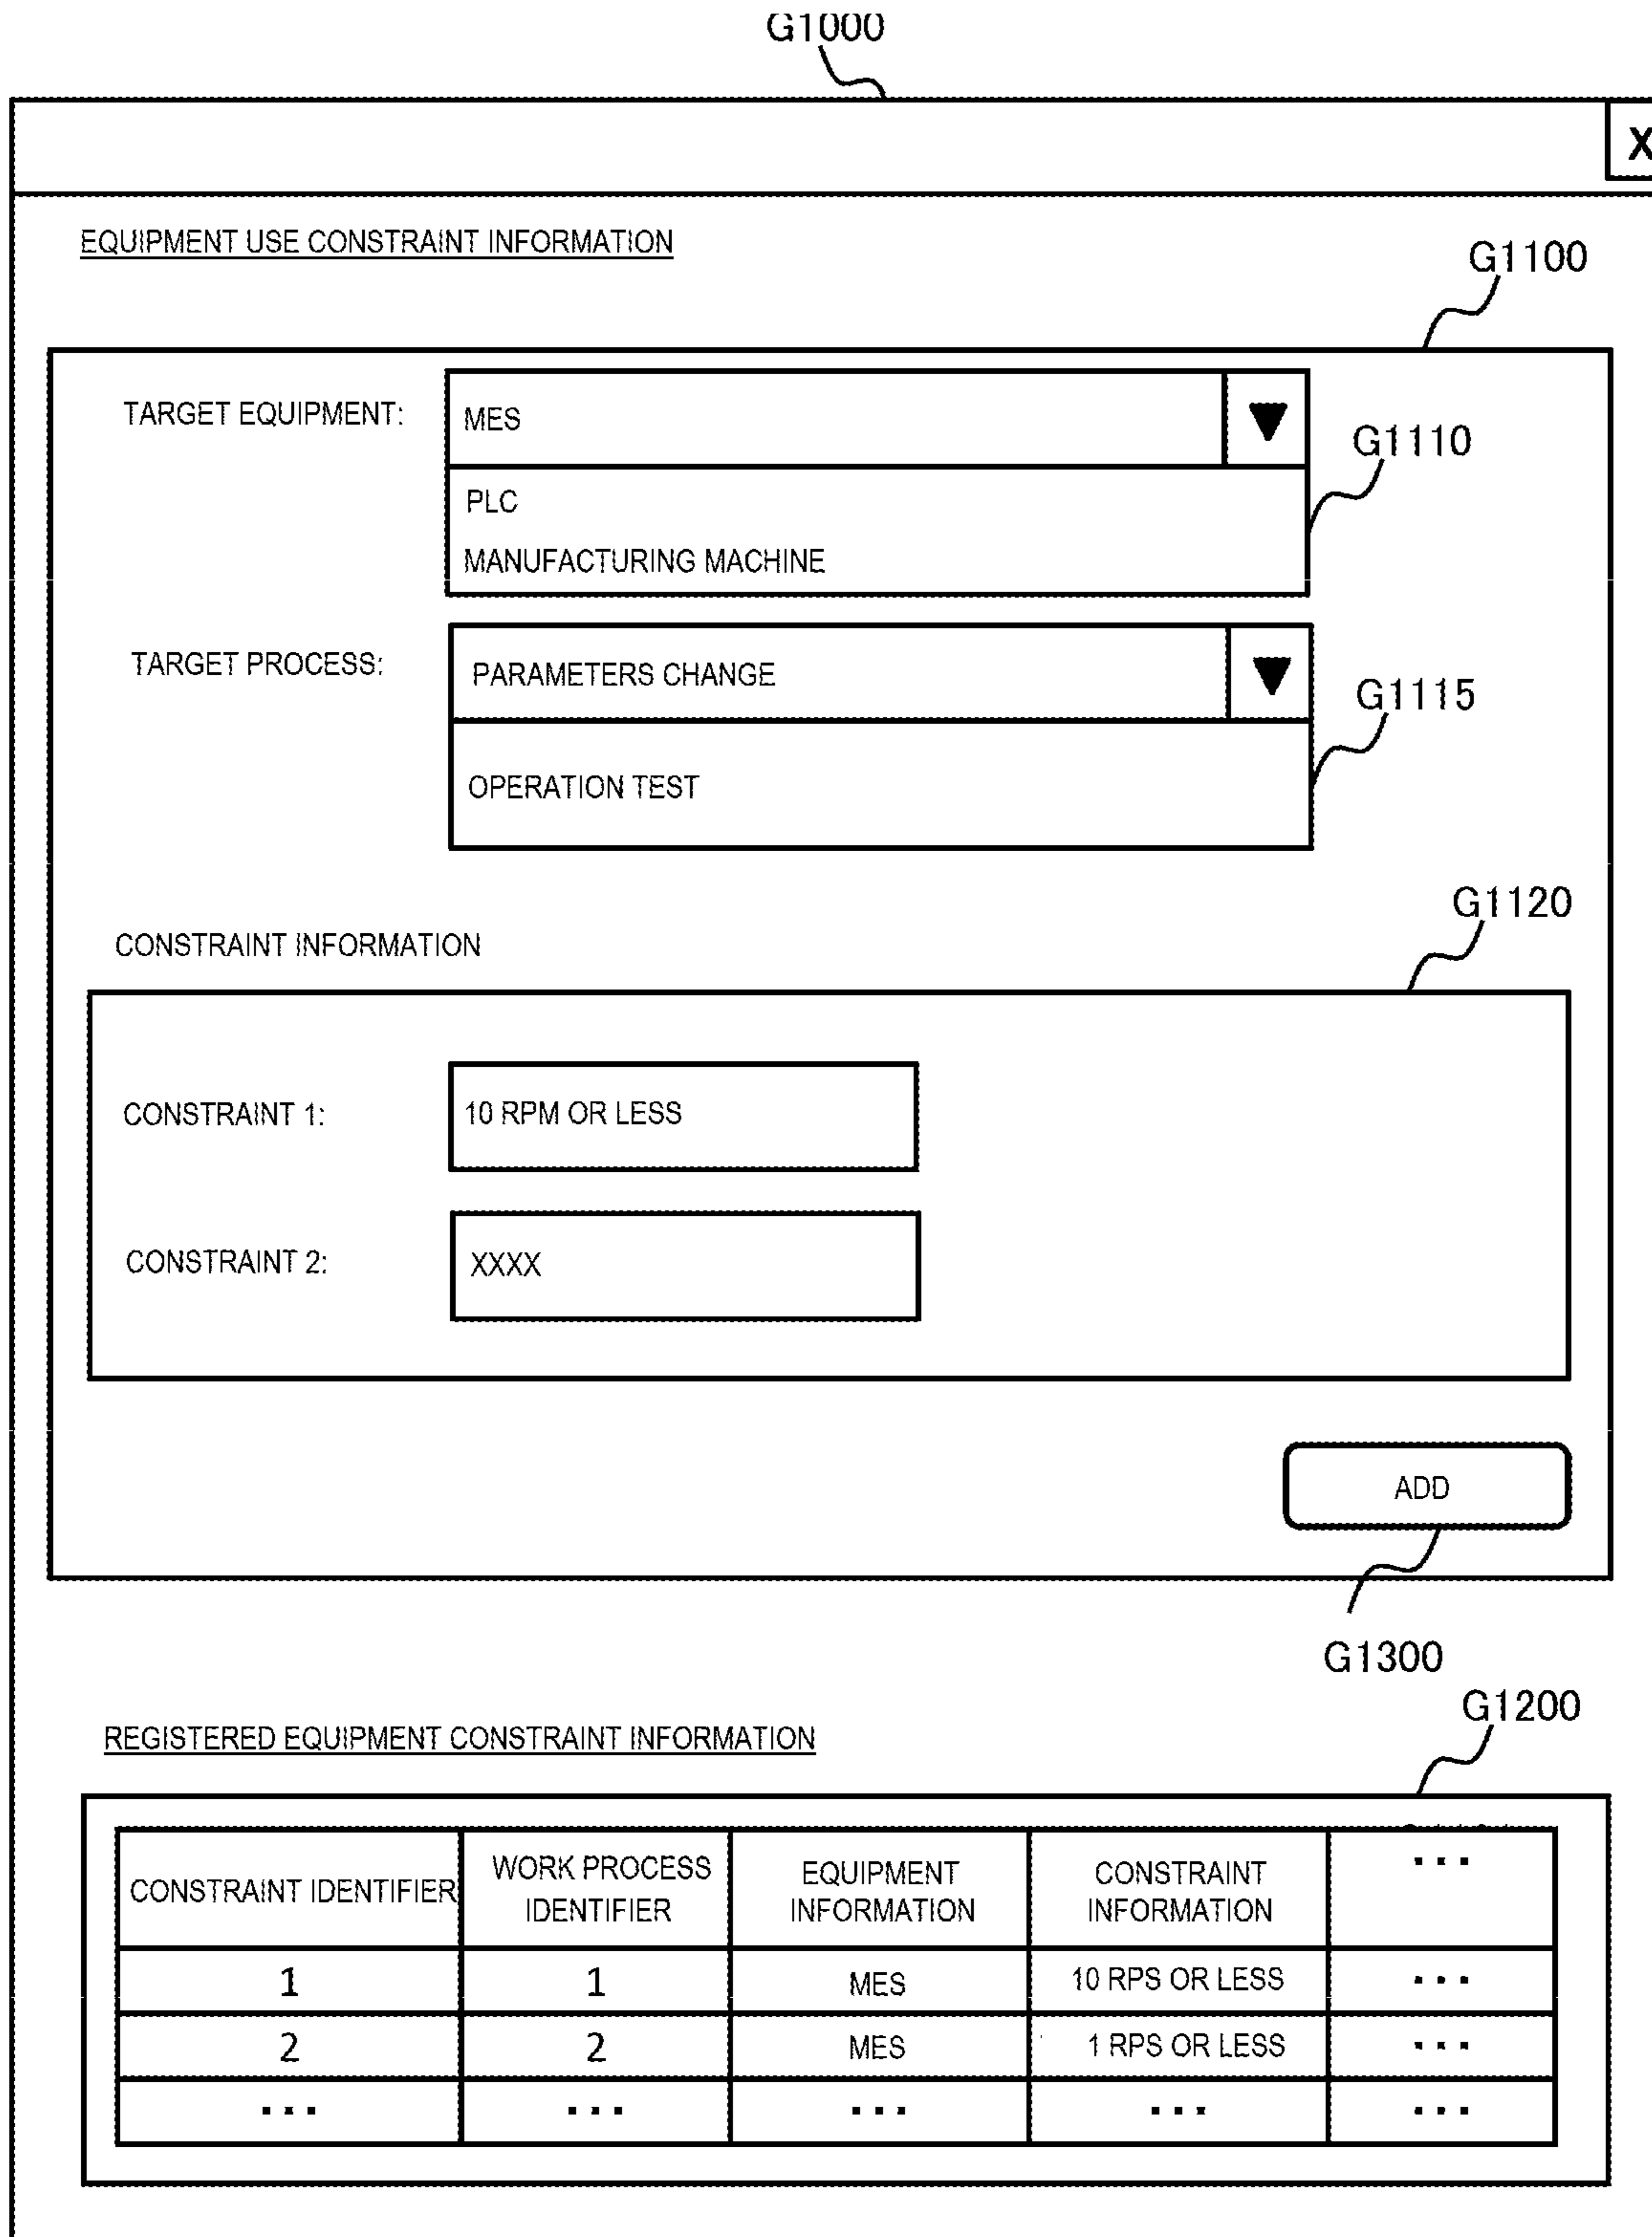 G1000
X
EQUIPMENT USE CONSTRAINT INFORMATION
G1100
TARGET EQUIPMENT:
MES
▼
G1110
PLC
MANUFACTURING MACHINE
TARGET PROCESS:
PARAMETERS CHANGE
▼
G1115
OPERATION TEST
G1120
CONSTRAINT INFORMATION
CONSTRAINT 1:
10 RPM OR LESS
CONSTRAINT 2:
XXXX
ADD
G1300
G1200
REGISTERED EQUIPMENT CONSTRAINT INFORMATION
CONSTRAINT IDENTIFIER
WORK PROCESS
IDENTIFIER
EQUIPMENT
INFORMATION
CONSTRAINT
INFORMATION
...
1 1 MES 10 RPS OR LESS ...
2 2 MES 1 RPS OR LESS ...
... ... ... ... ...